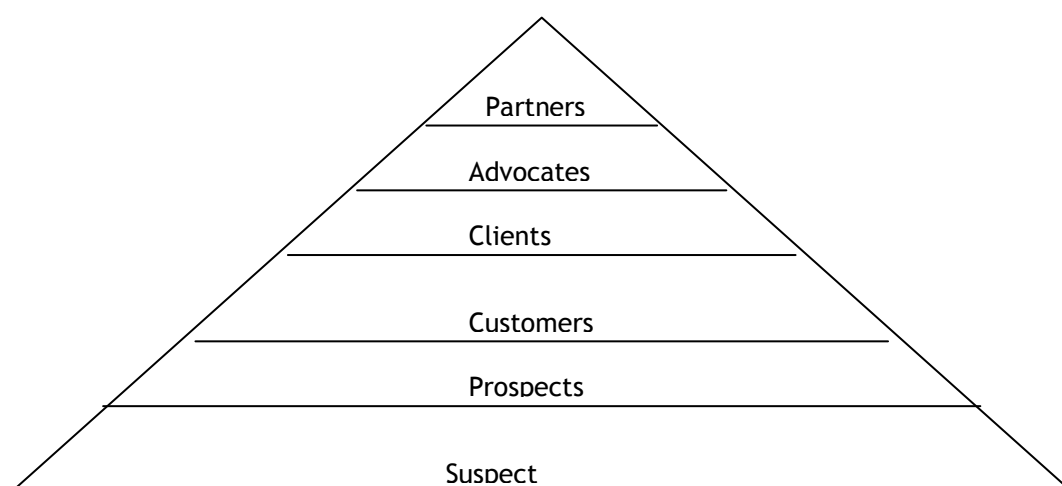 Partners
Advocates
Clients
Customers
Prospects
Suspect